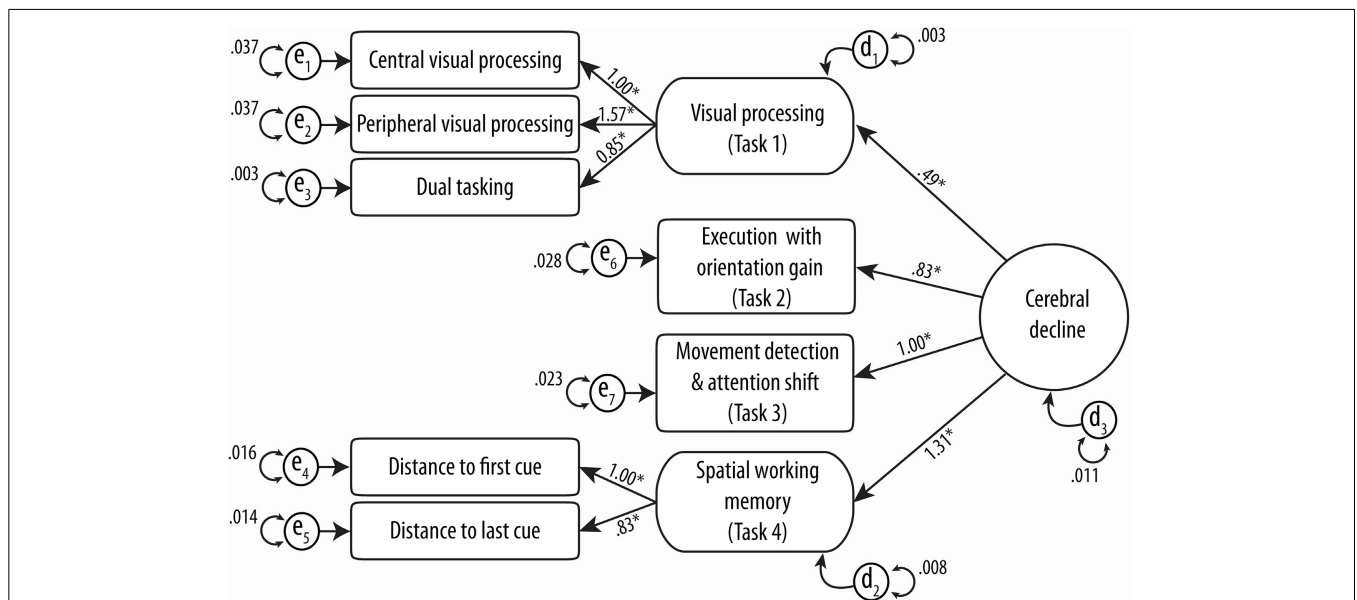 .037
e1
Central visual processing
1.00*
.037
e2
Peripheral visual processing
1.57*
.003
e3
Dual tasking
0.85*
Visual processing
(Task 1)
d1
.003
.49*
.028
e6
Execution with
orientation gain
(Task 2)
.83*
.023
e7
Movement detection
& attention shift
(Task 3)
1.00*
Cerebral
decline
d3
.011
1.31*
.016
e4
Distance to first cue
1.00*
.014
e5
Distance to last cue
.83*
Spatial working
memory
(Task 4)
d2
.008